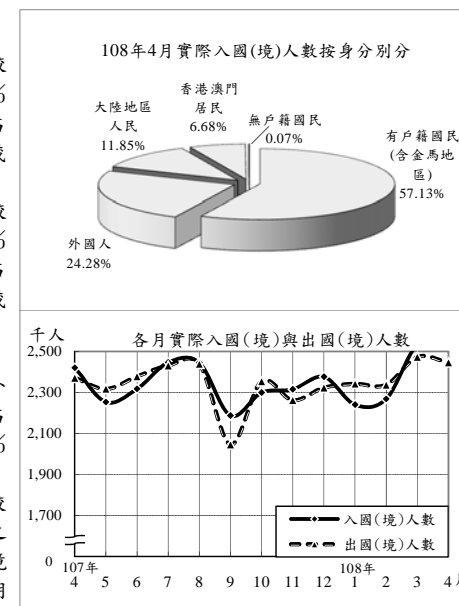 108年4月實際入國(境)人數按身分別分
香港澳門
居民
6.68%
無戶籍國民
0.07%
大陸地區
人民
11.85%
有戶籍國民
(含金馬地
區)
57.13%
外國人
24.28%
千人
各月實際入國(境)與出國(境)人數
2,500
2,300
2,100
1,900
1,700
0
入國(境)人數
出國(境)人數
107年
108年
4 5 6 7 8 9 10 11 12 1 2 3 4 月